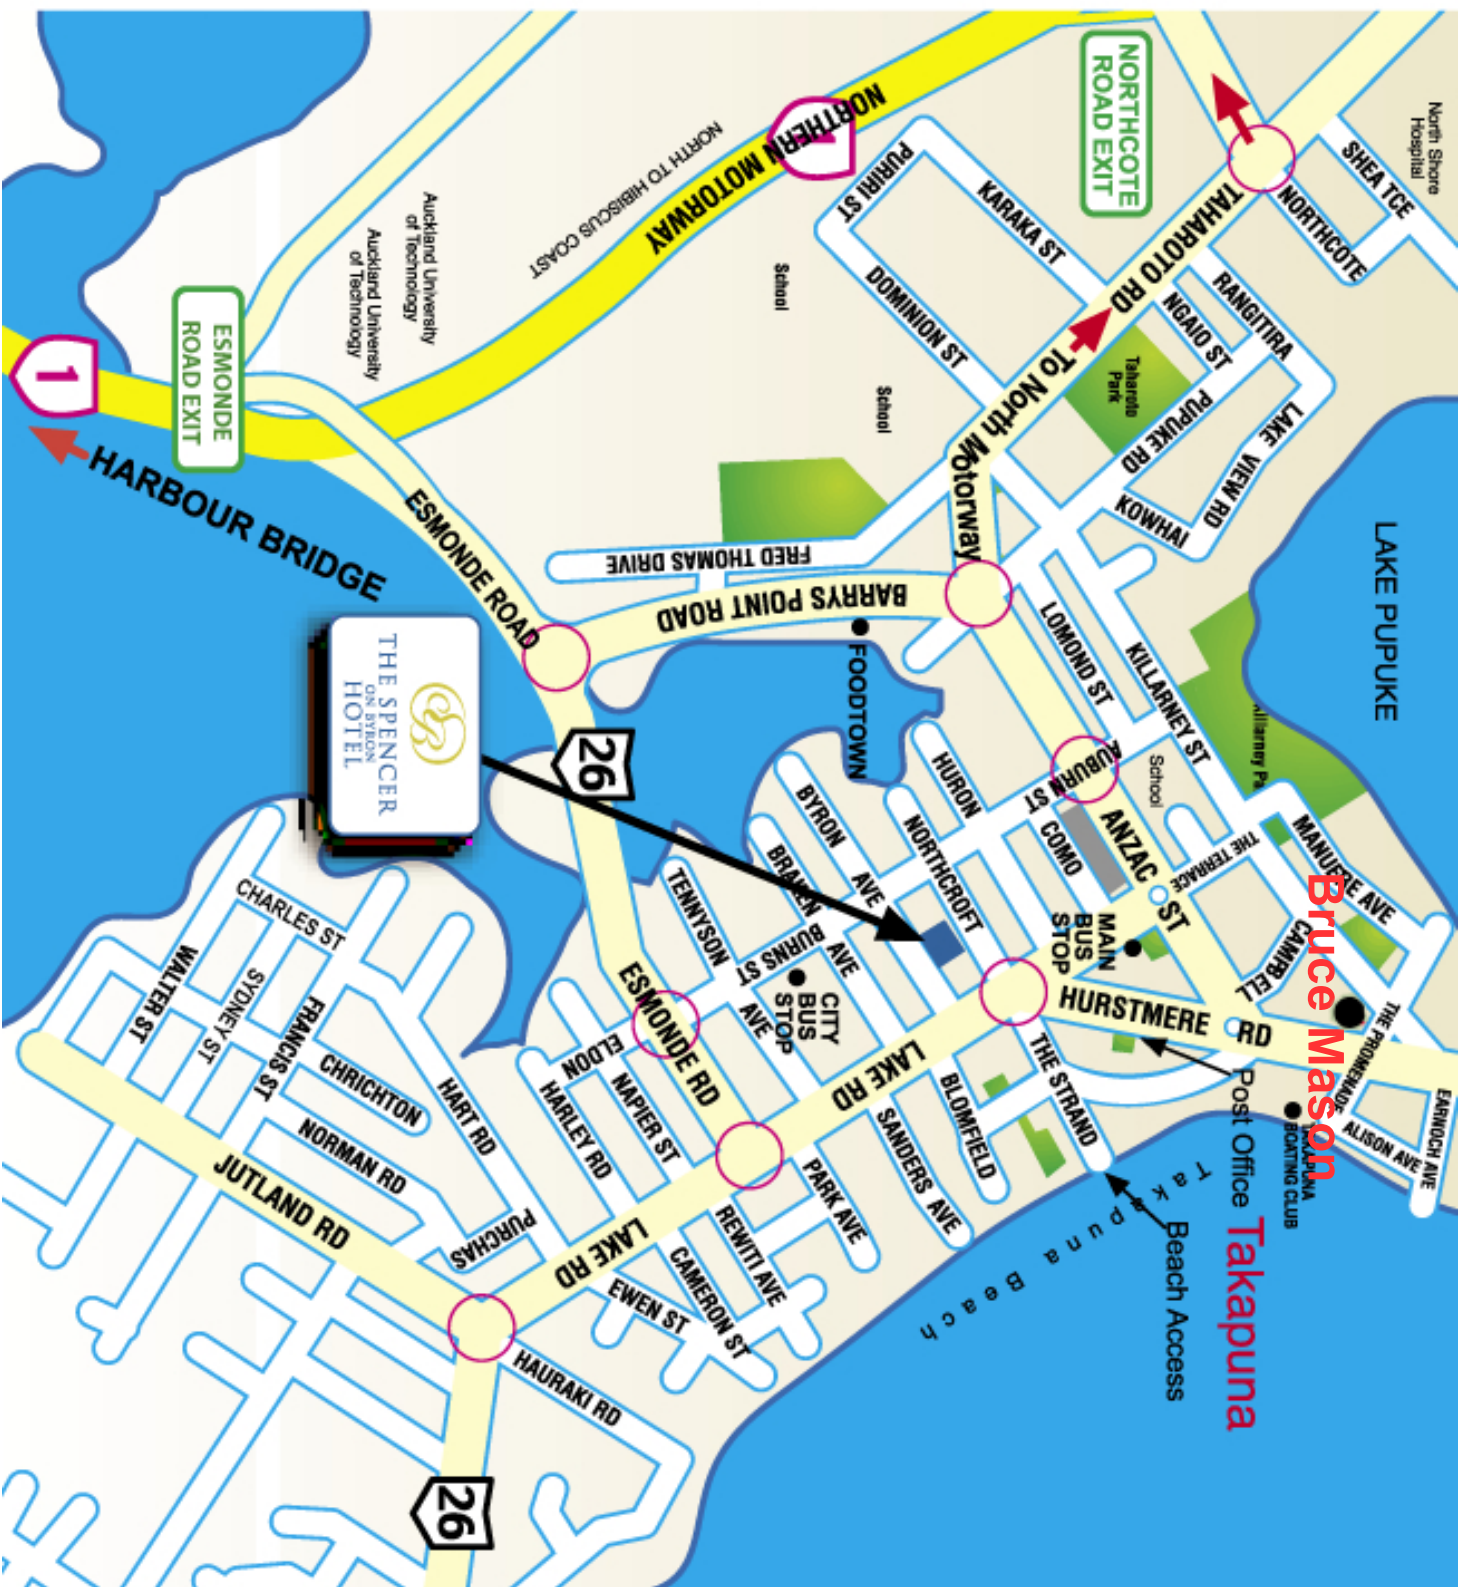 North Shore
Hospital
NORTHCOTE
ROAD EXIT
SHEA TCE
NORTHCOTE
TAHAROTO RD
RANGITIRA
NGAIO ST
LAKE VIEW RD
PUPUKE RD
KOWHAI
Taharoto
Park
KARAKA ST
PURIRI ST
DOMINION ST
School
School
NORTHERN MOTORWAY
1
NORTH TO HIBISCUS COAST
Auckland University
of Technology
Auckland University
of Technology
ESMONDE
ROAD EXIT
1
HARBOUR BRIDGE
To North Motorway
LAKE PUPUKE
ESMONDE ROAD
FRED THOMAS DRIVE
BARRYS POINT ROAD
FOODTOWN
LOMOND ST
KILLARNEY ST
AUBURN ST
School
ANZAC ST
COMO
HURON
NORTHCROFT
BYRON AVE
AVE
BURNS ST
TENNYSON AVE
THE TERRACE
MANUERE AVE
CAMPBELL
Bruce Mason
THE PROMENADE
EARNOCH AVE
ALISON AVE
BOATING CLUB
MAIN
BUS
STOP
CITY
BUS
STOP
HURSTMERE RD
THE STRAND
Post Office
Takapuna
Beach Access
Takapuna Beach
BLOMFIELD
SANDERS AVE
PARK AVE
LAKE RD
REWITI AVE
CAMERON ST
EWEN ST
LAKE RD
HAURAKI RD
26
26
THE SPENCER
ON BYRON
HOTEL
ESMONDE RD
ELDON
NAPIER ST
HARLEY RD
HART RD
PURCHAS
CHARLES ST
WALTER ST
SYDNEY ST
FRANCIS ST
CHRICHTON
NORMAN RD
JUTLAND RD